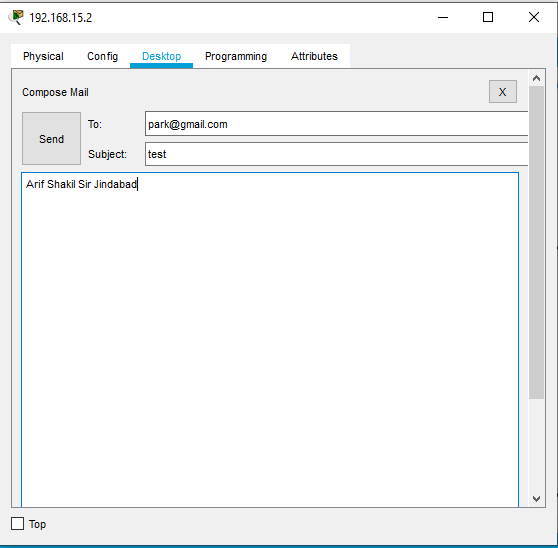 192.168.15.2
Physical Config Desktop Programming Attributes
Compose Mail
X
Send
To: park@gmail.com
Subject: test
Arif Shakil Sir Jindabad
Top